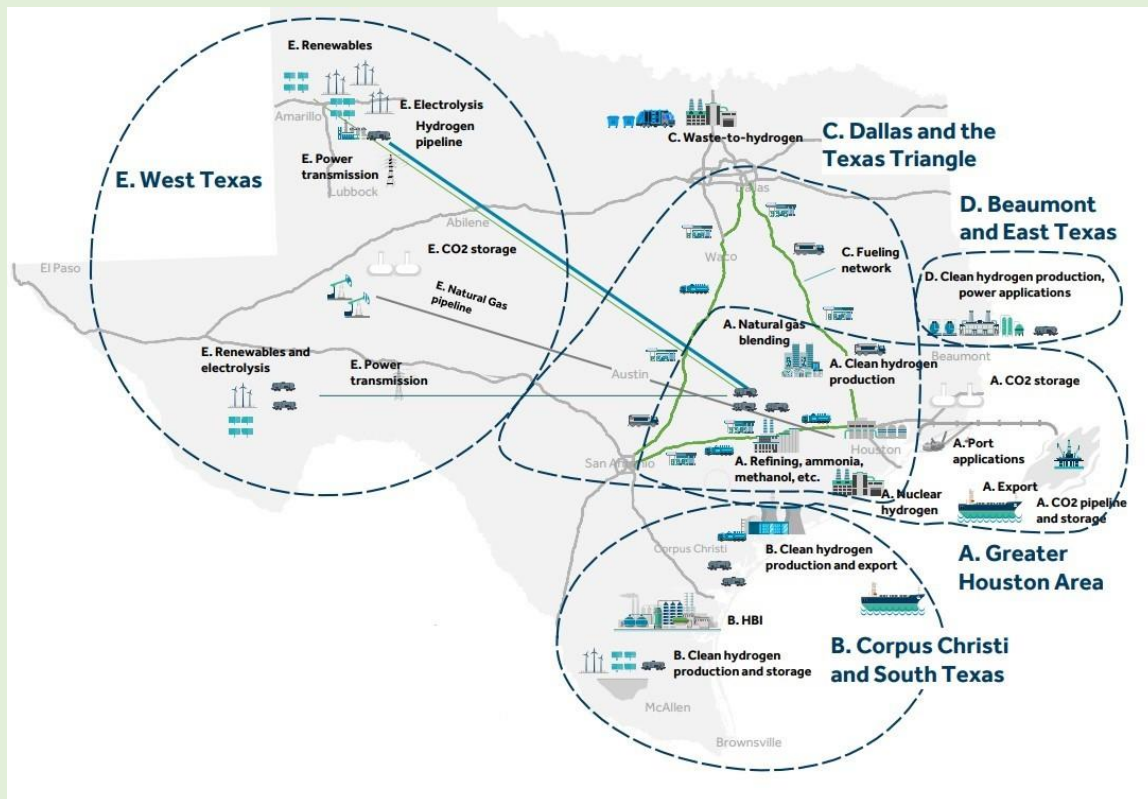 E. Renewables
Amarillo
E. Electrolysis
Hydrogen
pipeline
E. Power
transmission
Lubbock
E. West Texas
Abilene
E. CO2 storage
El Paso
E. Natural Gas
pipeline
E. Renewables and
electrolysis
E. Power
transmission
C. Waste-to-hydrogen
C. Dallas and the
Texas Triangle
Dallas
Waco
C. Fueling
network
D. Beaumont
and East Texas
D. Clean hydrogen production,
power applications
Beaumont
A. Natural gas
blending
Austin
A. Clean hydrogen
production
A. CO2 storage
Houston
A. Port
applications
San Antonio
A. Refining, ammonia,
methanol, etc.
A. Nuclear
hydrogen
A. Export
A. CO2 pipeline
and storage
A. Greater
Houston Area
Corpus Christi
B. Clean hydrogen
production and export
B. HBI
B. Corpus Christi
and South Texas
B. Clean hydrogen
production and storage
McAllen
Brownsville